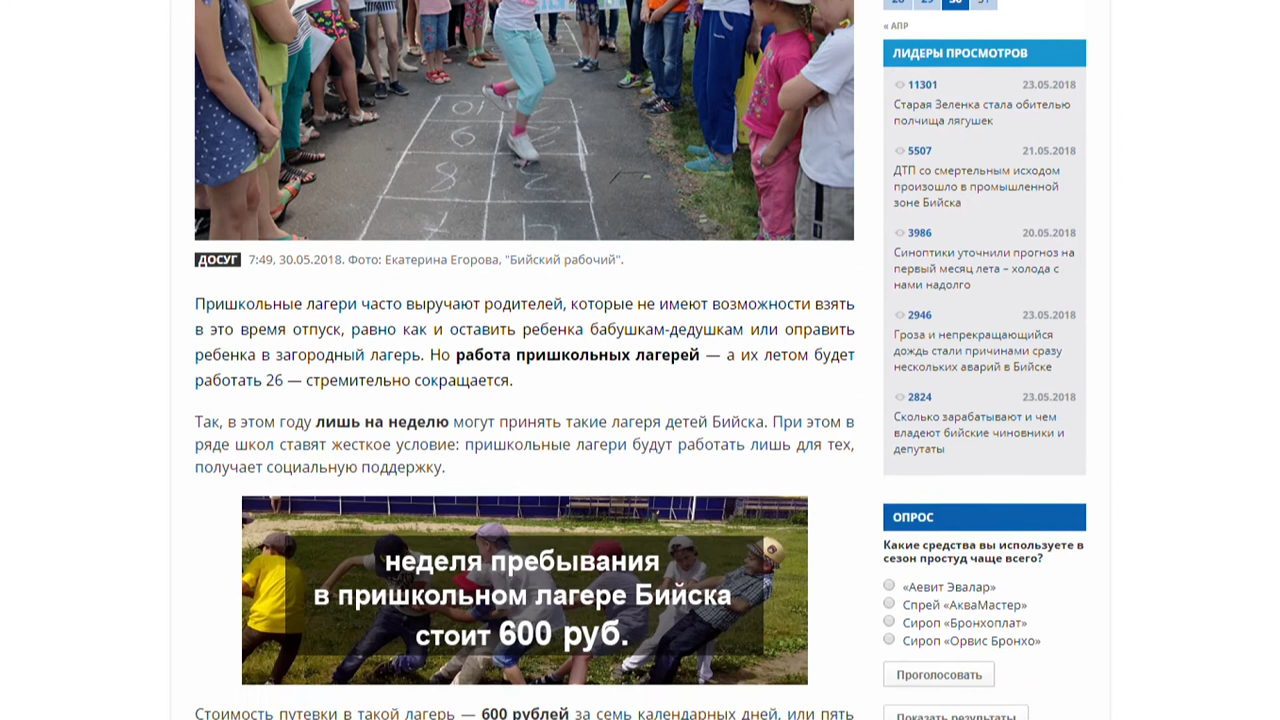 10
9
8
7
« АПР
ЛИДЕРЫ ПРОСМОТРОВ
11301 23.05.2018
Старая Зеленка стала обителью
полчища лягушек
5507 21.05.2018
ДТП со смертельным исходом
произошло в промышленной
зоне Бийска
3986 20.05.2018
Синоптики уточнили прогноз на
первый месяц лета – холода с
нами надолго
2946 23.05.2018
Гроза и непрекращающийся
дождь стали причинами сразу
нескольких аварий в Бийске
2824 23.05.2018
Сколько зарабатывают и чем
владеют бийские чиновники и
депутаты
ДОСУГ 7:49, 30.05.2018. Фото: Екатерина Егорова, "Бийский рабочий".
Пришкольные лагери часто выручают родителей, которые не имеют возможности взять
в это время отпуск, равно как и оставить ребенка бабушкам-дедушкам или оправить
ребенка в загородный лагерь. Но работа пришкольных лагерей — а их летом будет
работать 26 — стремительно сокращается.
Так, в этом году лишь на неделю могут принять такие лагеря детей Бийска. При этом в
ряде школ ставят жесткое условие: пришкольные лагери будут работать лишь для тех,
получает социальную поддержку.
неделя пребывания
в пришкольном лагере Бийска
стоит 600 руб.
Стоимость путевки в такой лагерь — 600 рублей за семь календарных дней, или пять
ОПРОС
Какие средства вы используете в
сезон простуд чаще всего?
«Аевит Эвалар»
Спрей «АкваМастер»
Сироп «Бронхоплат»
Сироп «Орвис Бронхо»
Проголосовать
Показать результаты